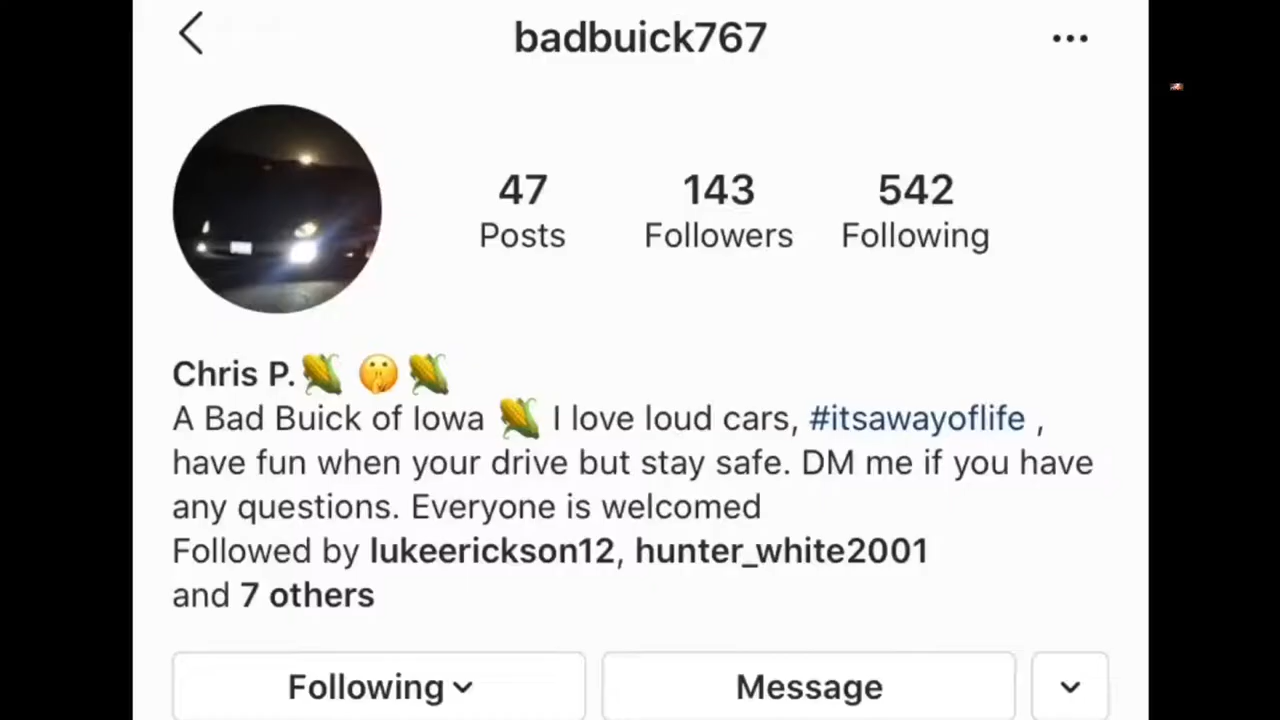 badbuick767
47 143 542
Posts Followers Following
Chris P.🌽 🤫 🌽
A Bad Buick of Iowa 🌽 I love loud cars, #itsawayoflife ,
have fun when your drive but stay safe. DM me if you have
any questions. Everyone is welcomed
Followed by lukeerickson12, hunter_white2001
and 7 others
Following Message